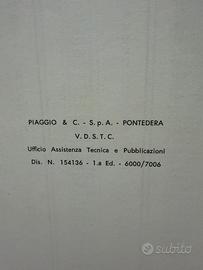 PIAGGIO & C. - S.p.A. - PONTEDERA
V.D.S.T.C.
Ufficio Assistenza Tecnica e Pubblicazioni
Dis. N. 154136 - 1.a Ed. - 6000/7006
subito